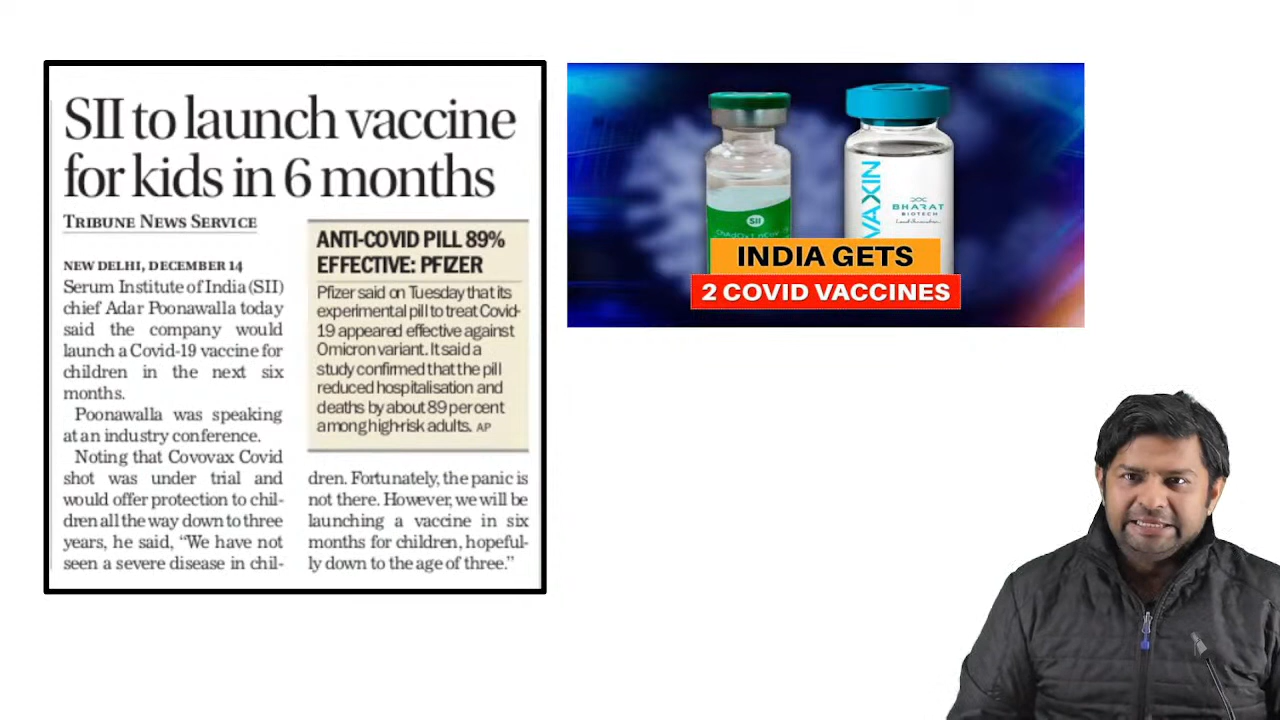 SII to launch vaccine
for kids in 6 months
TRIBUNE NEWS SERVICE
NEW DELHI, DECEMBER 14
Serum Institute of India (SII)
chief Adar Poonawalla today
said the company would
launch a Covid-19 vaccine for
children in the next six
months.
Poonawalla was speaking
at an industry conference.
Noting that Covovax Covid
shot was under trial and
would offer protection to chil-
dren all the way down to three
years, he said, “We have not
seen a severe disease in chil-
ANTI-COVID PILL 89%
EFFECTIVE: PFIZER
Pfizer said on Tuesday that its
experimental pill to treat Covid-
19 appeared effective against
Omicron variant. It said a
study confirmed that the pill
reduced hospitalisation and
deaths by about 89 per cent
among high-risk adults. AP
dren. Fortunately, the panic is
not there. However, we will be
launching a vaccine in six
months for children, hopeful-
ly down to the age of three.”
SII
VAXIN
BHARAT
BIOTECH
INDIA GETS
2 COVID VACCINES